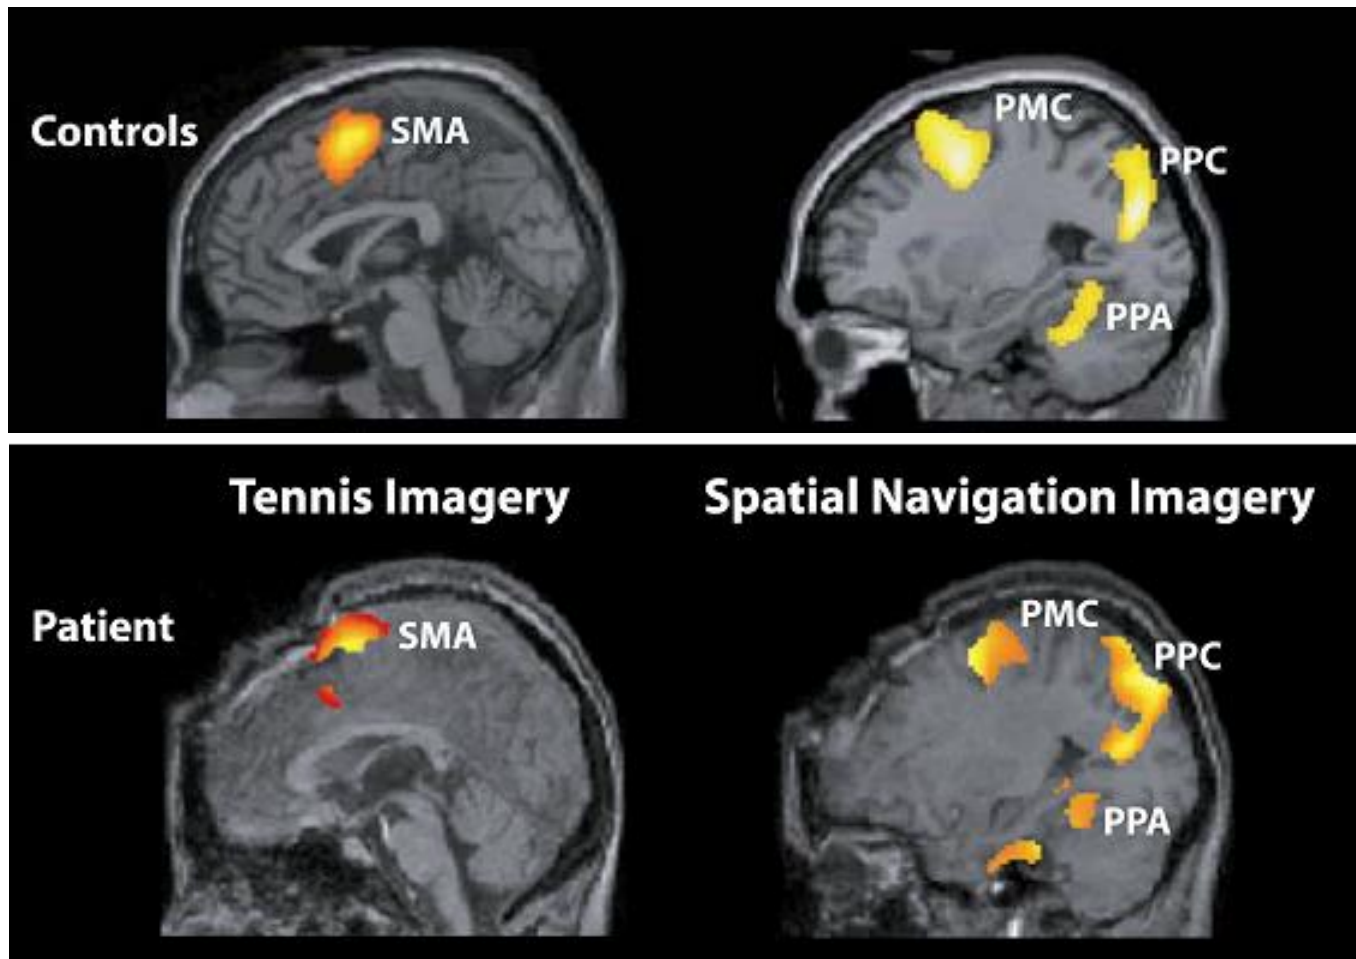 Controls
SMA
PMC
PPC
PPA
Tennis Imagery
Spatial Navigation Imagery
Patient
SMA
PMC
PPC
PPA